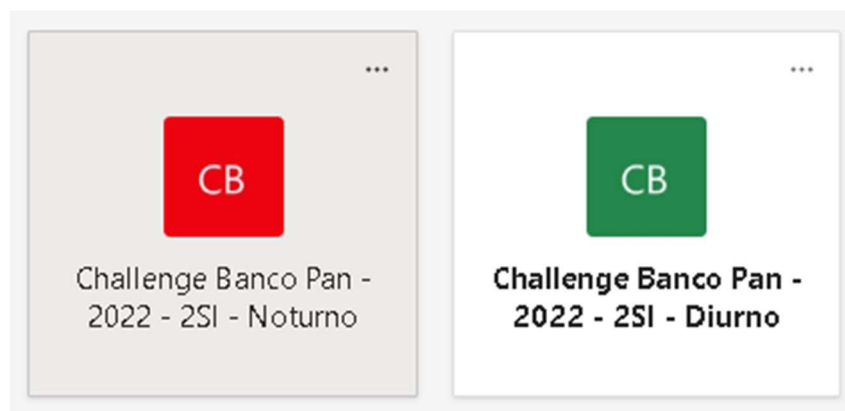 ...
CB
Challenge Banco Pan -
2022 - 2SI - Noturno
...
CB
Challenge Banco Pan -
2022 - 2SI - Diurno